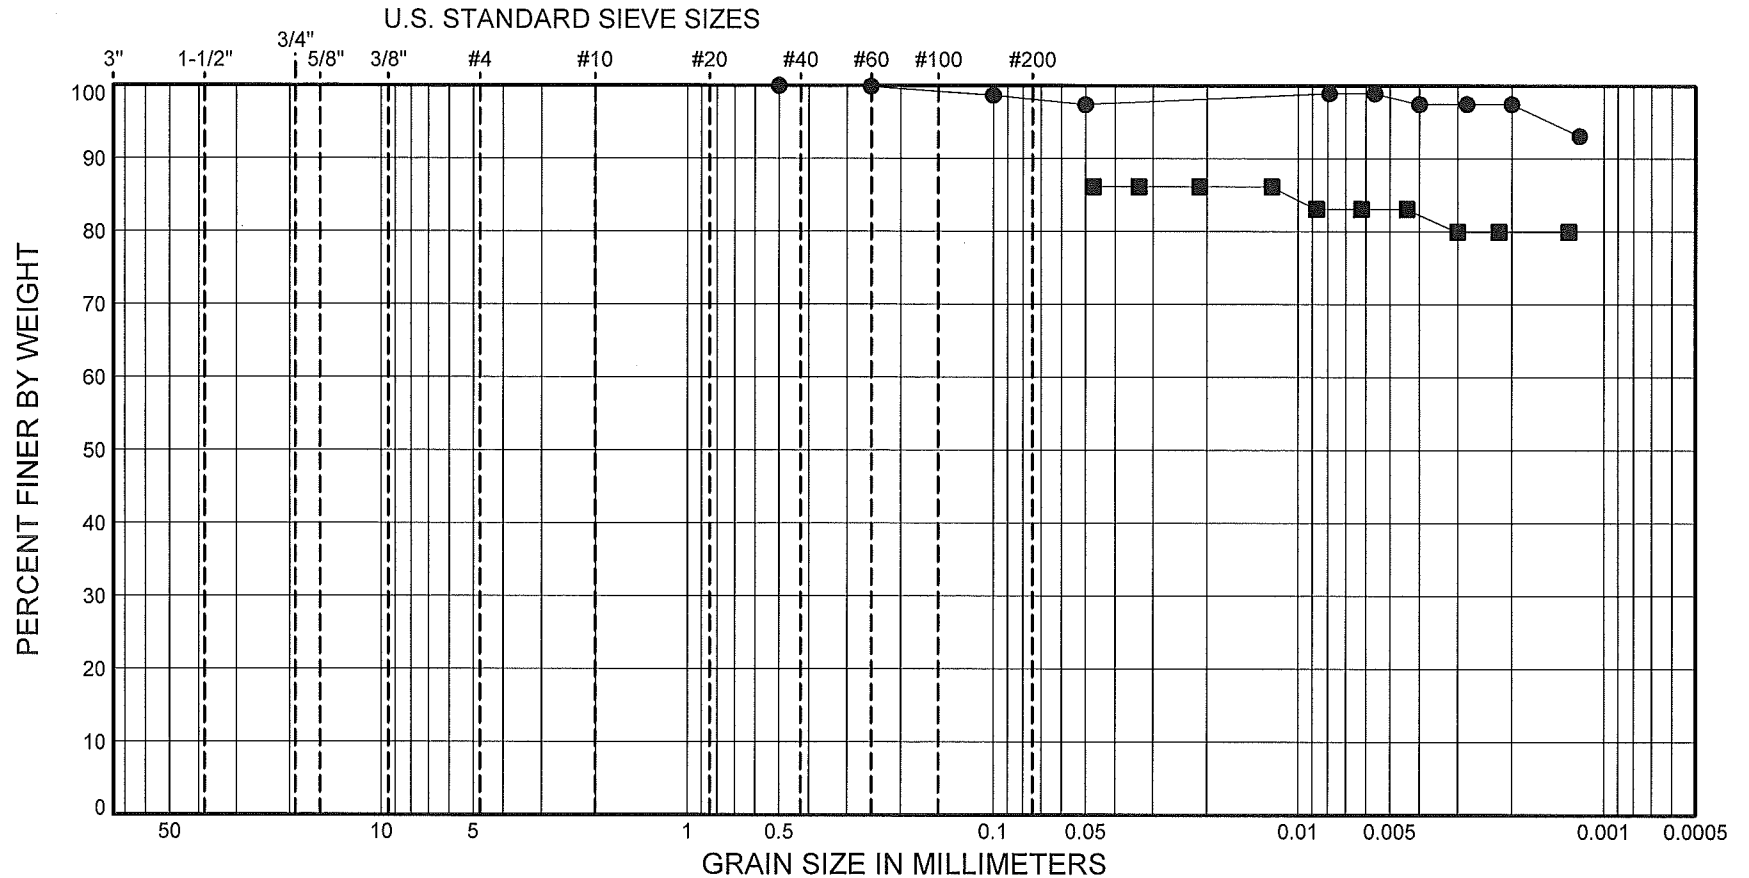 U.S. STANDARD SIEVE SIZES
3/4"
3" 1-1/2" 5/8" 3/8" #4 #10 #20 #40 #60 #100 #200
100
90
80
70
60
50
40
30
20
10
0
PERCENT FINER BY WEIGHT
50 10 5 1 0.5 0.1 0.05 0.01 0.005 0.001 0.0005
GRAIN SIZE IN MILLIMETERS